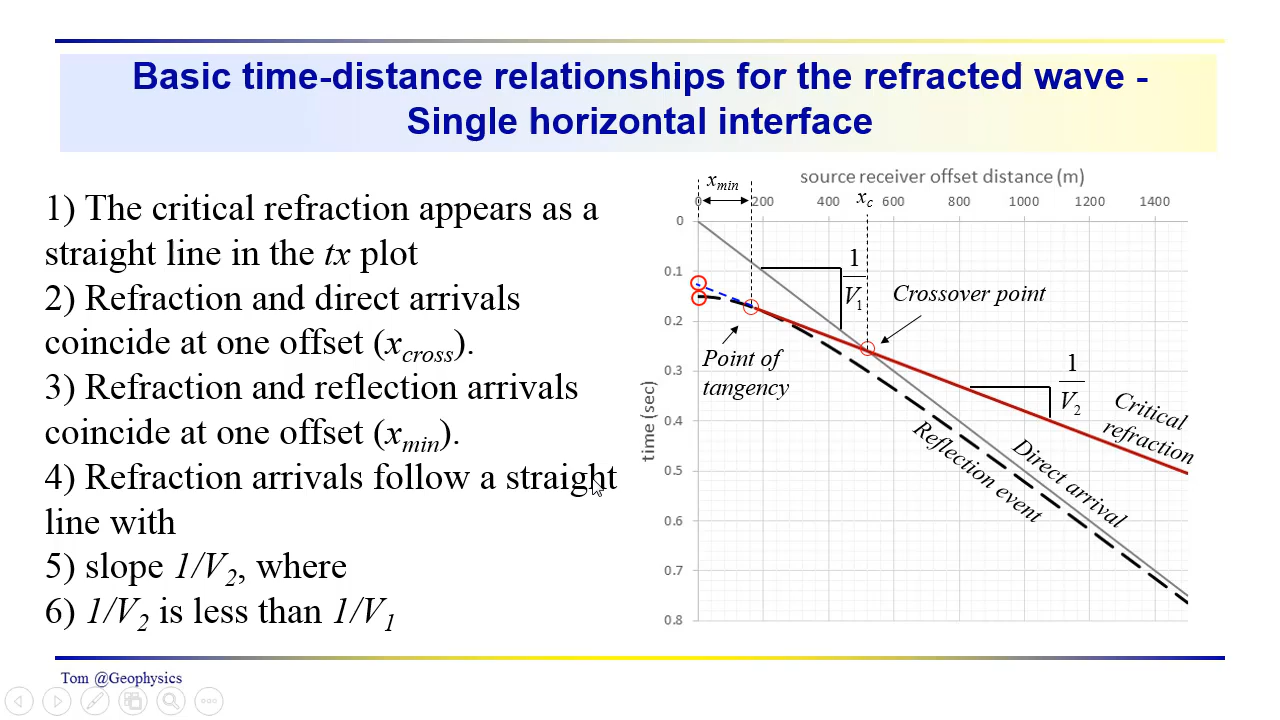 Basic time-distance relationships for the refracted wave -
Single horizontal interface
1) The critical refraction appears as a
straight line in the tx plot
2) Refraction and direct arrivals
coincide at one offset (xcross).
3) Refraction and reflection arrivals
coincide at one offset (xmin).
4) Refraction arrivals follow a straight
line with
5) slope 1/V2, where
6) 1/V2 is less than 1/V1
xmin
source receiver offset distance (m)
xc
0 200 400 600 800 1000 1200 1400
0
0.1
0.2
0.3
0.4
0.5
0.6
0.7
0.8
time (sec)
1
V1
Crossover point
Point of
tangency
1
V2
Critical
refraction
Direct arrival
Reflection event
Tom @Geophysics